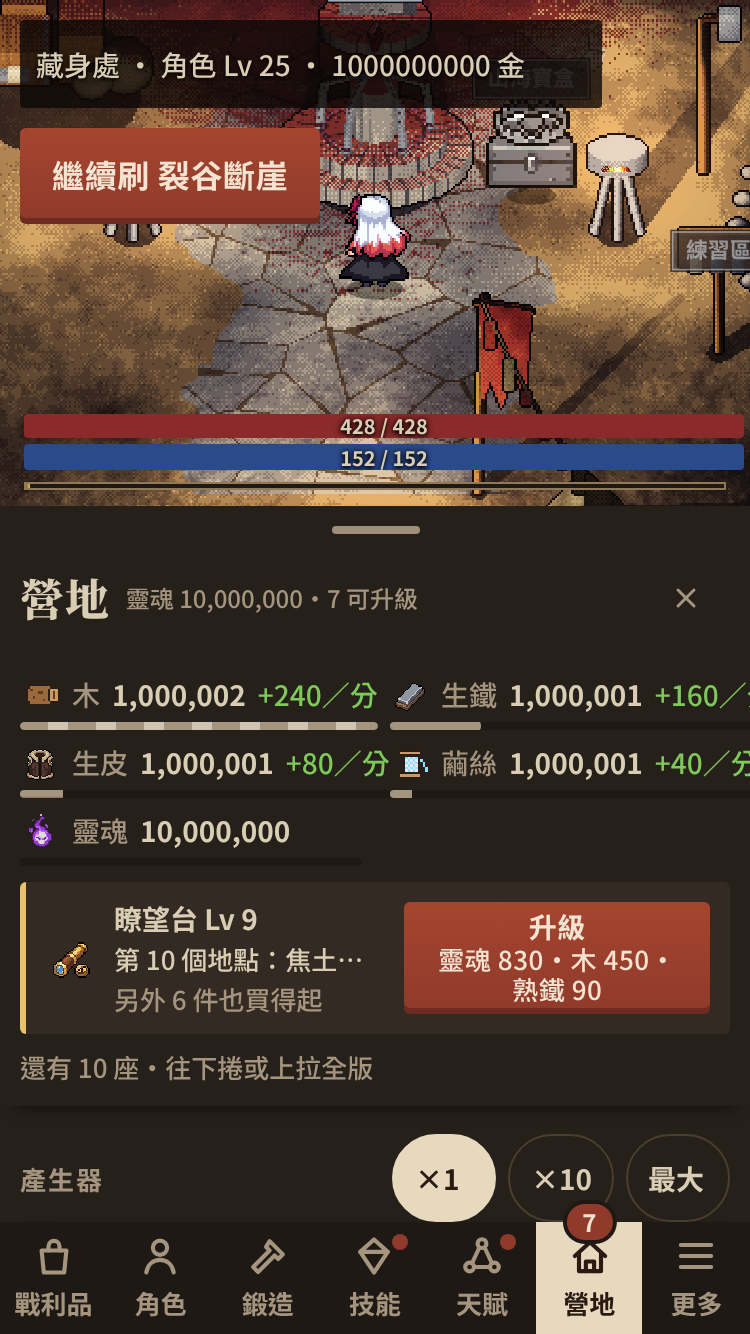 藏身處 · 角色 Lv 25 · 1000000000 金
繼續刷 裂谷斷崖
練習區
428 / 428
152 / 152
營地 靈魂 10,000,000 · 7 可升級 ×
木 1,000,002 +240／分 生鐵 1,000,001 +160／
生皮 1,000,001 +80／分 繭絲 1,000,001 +40／分
靈魂 10,000,000
瞭望台 Lv 9
第 10 個地點：焦土…
另外 6 件也買得起
升級
靈魂 830 · 木 450 ·
熟鐵 90
還有 10 座 · 往下捲或上拉全版
產生器 ×1 ×10 最大
7
戰利品 角色 鍛造 技能 天賦 營地 更多